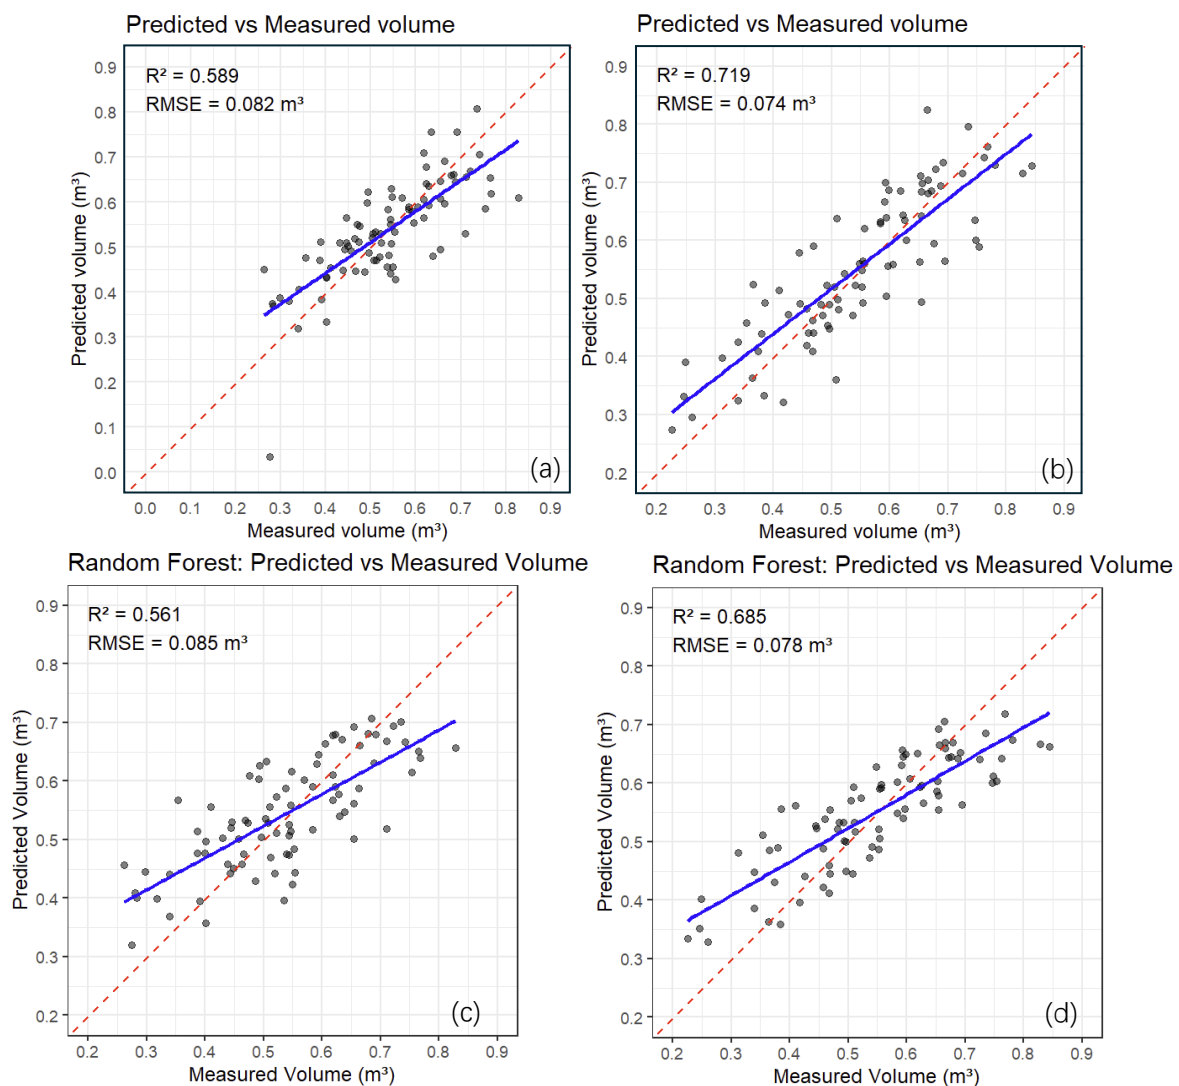 Predicted vs Measured volume
R² = 0.589
RMSE = 0.082 m³
Predicted volume (m³)
0.9
0.8
0.7
0.6
0.5
0.4
0.3
0.2
0.1
0.0
(a)
0.0 0.1 0.2 0.3 0.4 0.5 0.6 0.7 0.8 0.9
Measured volume (m³)
Predicted vs Measured volume
R² = 0.719
RMSE = 0.074 m³
Predicted volume (m³)
0.9
0.8
0.7
0.6
0.5
0.4
0.3
0.2
(b)
0.2 0.3 0.4 0.5 0.6 0.7 0.8 0.9
Measured volume (m³)
Random Forest: Predicted vs Measured Volume
R² = 0.561
RMSE = 0.085 m³
Predicted Volume (m³)
0.9
0.8
0.7
0.6
0.5
0.4
0.3
0.2
(c)
0.2 0.3 0.4 0.5 0.6 0.7 0.8 0.9
Measured Volume (m³)
Random Forest: Predicted vs Measured Volume
R² = 0.685
RMSE = 0.078 m³
Predicted Volume (m³)
0.9
0.8
0.7
0.6
0.5
0.4
0.3
0.2
(d)
0.2 0.3 0.4 0.5 0.6 0.7 0.8 0.9
Measured Volume (m³)